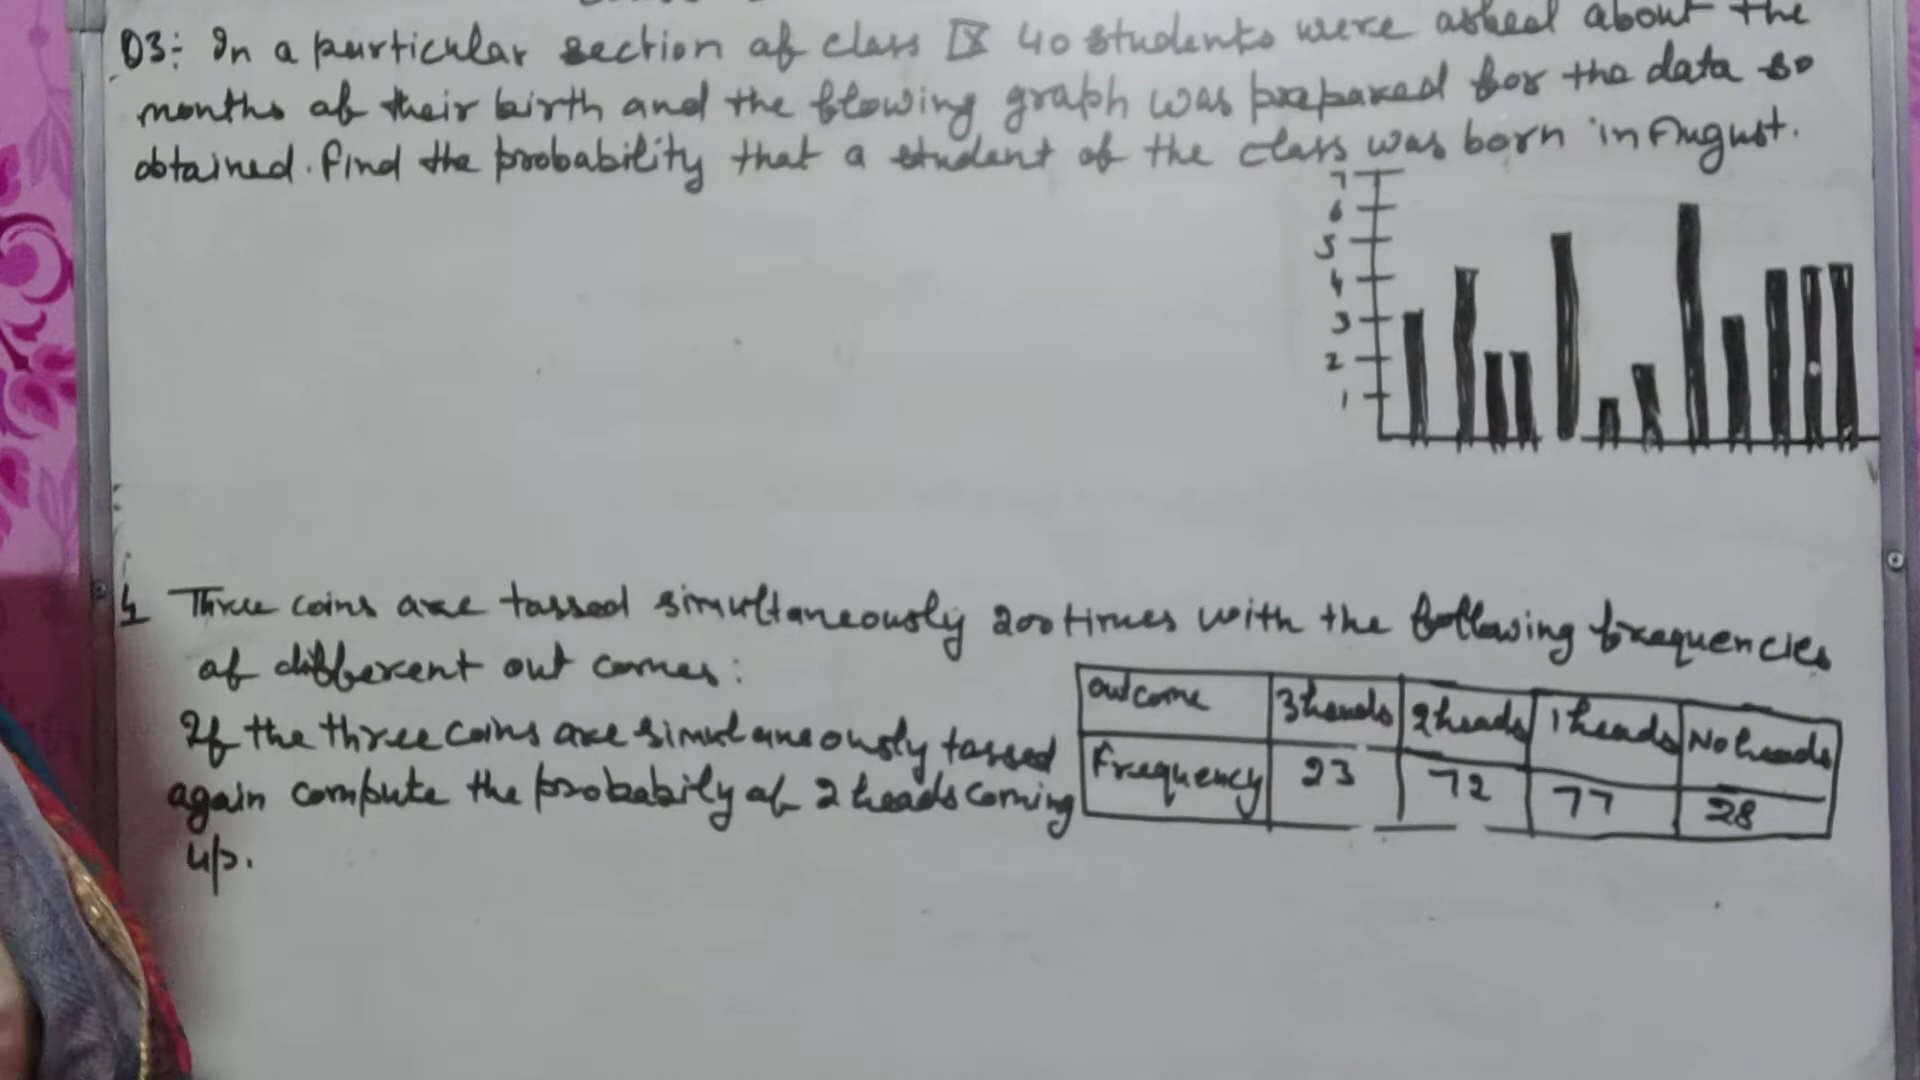 Q3:- In a purticular section of class IX 40 students were asked about the
months of their birth and the flowing graph was prepared for the data so
obtained. find the probability that a student of the class was born in August.
7
6
5
4
3
2
1
4 Three coins are tossed simultaneously 200 times with the following frequencies
of different out comes:
If the three coins are simultaneously tossed
again compute the probabily of 2 heads coming
up.
outcome 3 heads 2 heads 1 heads No heads
Frequency 23 72 77 28